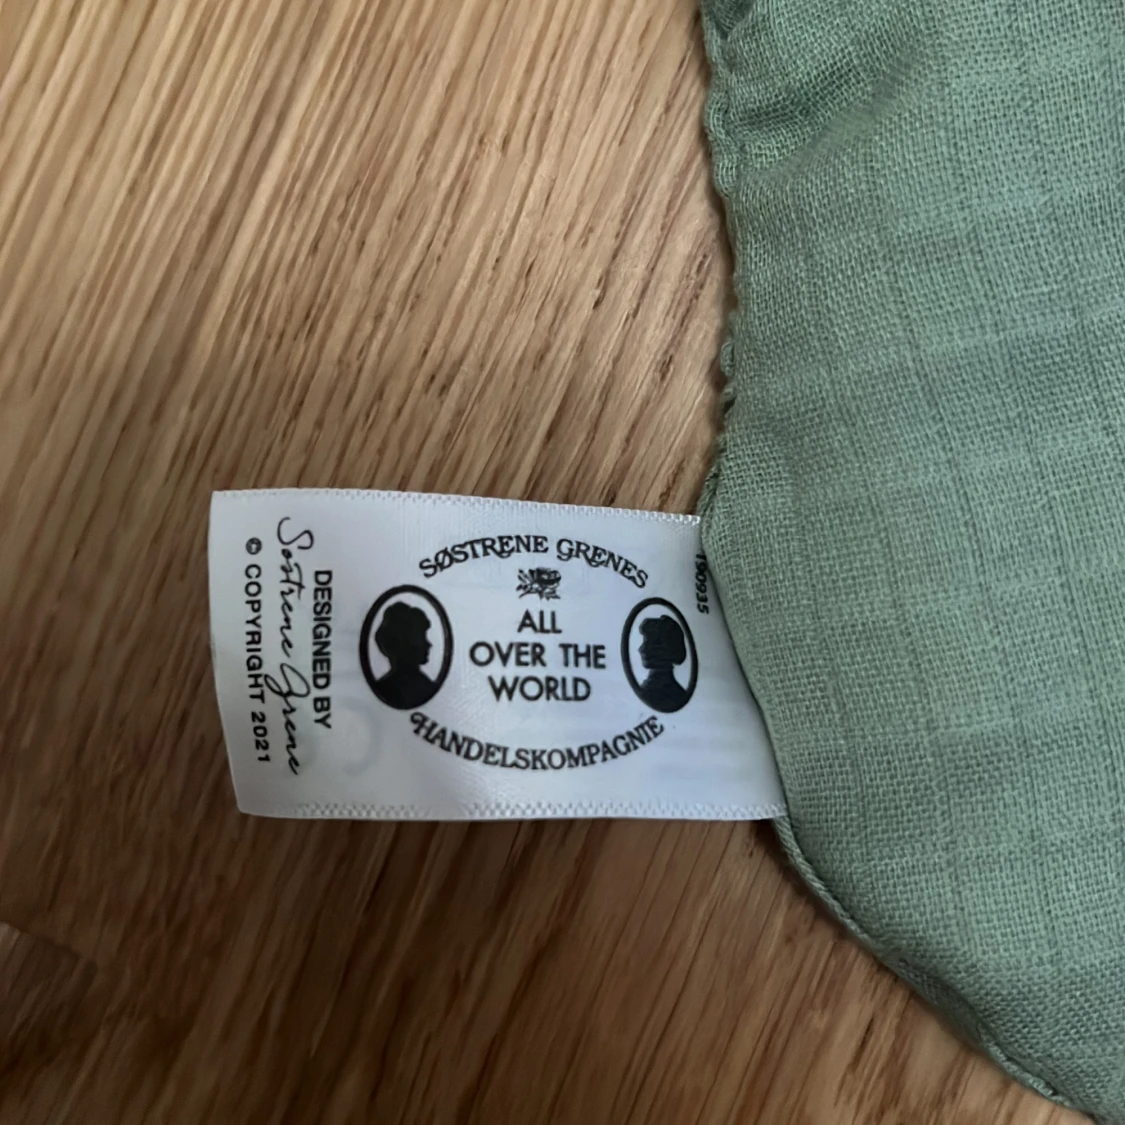 SØSTRENE GRENES
ALL
OVER THE
WORLD
HANDELSKOMPAGNIE
DESIGNED BY
Søstrene Grene
© COPYRIGHT 2021